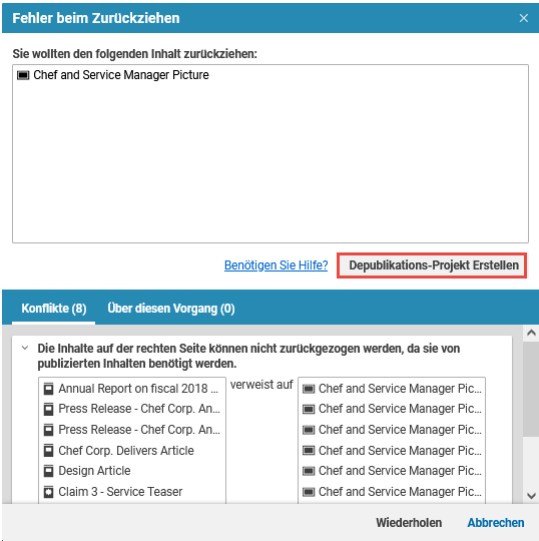 Fehler beim Zurückziehen
Sie wollten den folgenden Inhalt zurückziehen:
Chef and Service Manager Picture
Benötigen Sie Hilfe? Depublikations-Projekt Erstellen
Konflikte (8) Über diesen Vorgang (0)
Die Inhalte auf der rechten Seite können nicht zurückgezogen werden, da sie von
publizierten Inhalten benötigt werden.
Annual Report on fiscal 2018 ... verweist auf Chef and Service Manager Pic...
Press Release - Chef Corp. An... Chef and Service Manager Pic...
Press Release - Chef Corp. An... Chef and Service Manager Pic...
Chef Corp. Delivers Article Chef and Service Manager Pic...
Design Article Chef and Service Manager Pic...
Claim 3 - Service Teaser Chef and Service Manager Pic...
Wiederholen Abbrechen